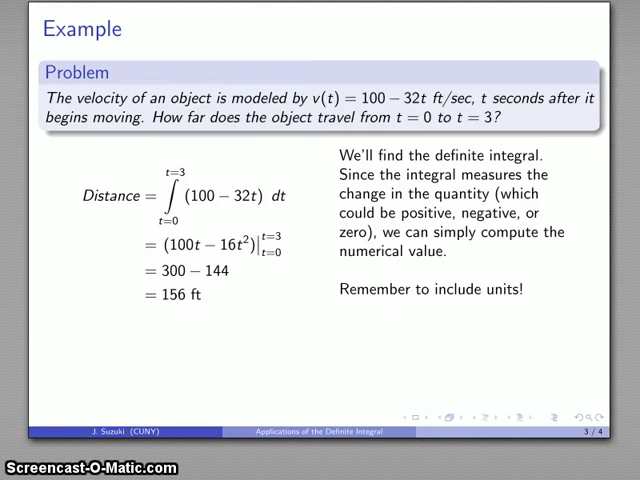 Example
Problem
The velocity of an object is modeled by v(t) = 100 − 32t ft/sec, t seconds after it
begins moving. How far does the object travel from t = 0 to t = 3?
Distance = ∫_{t=0}^{t=3} (100 − 32t) dt
= (100t − 16t²)|_{t=0}^{t=3}
= 300 − 144
= 156 ft
We'll find the definite integral.
Since the integral measures the
change in the quantity (which
could be positive, negative, or
zero), we can simply compute the
numerical value.
Remember to include units!
J. Suzuki (CUNY)
Applications of the Definite Integral
3 / 4
Screencast-O-Matic.com